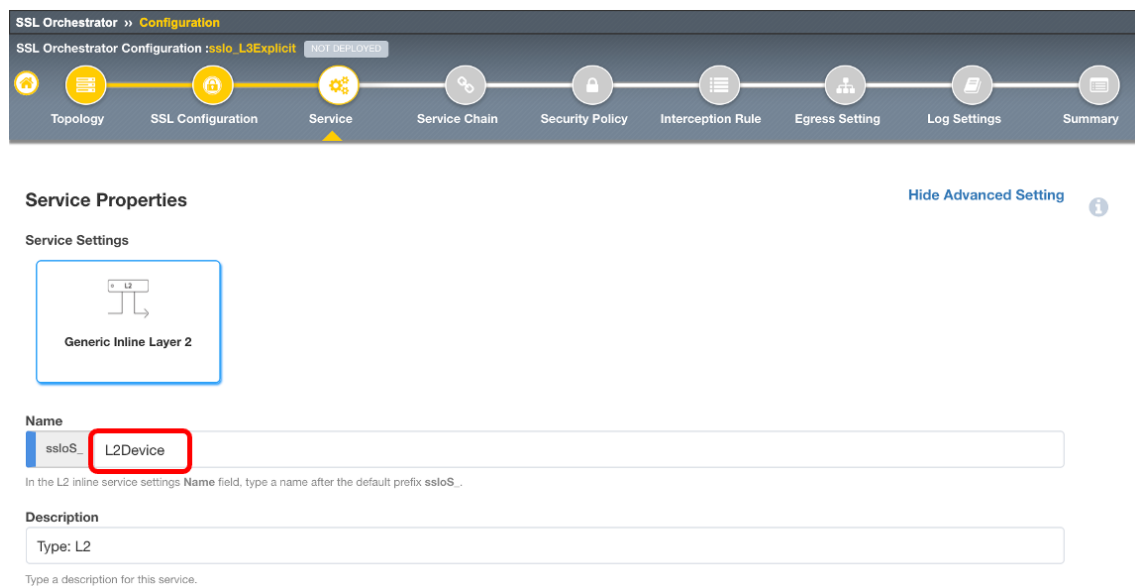 SSL Orchestrator ›› Configuration
SSL Orchestrator Configuration :sslo_L3Explicit NOT DEPLOYED
Topology SSL Configuration Service Service Chain Security Policy Interception Rule Egress Setting Log Settings Summary
Service Properties Hide Advanced Setting
Service Settings
L2
Generic Inline Layer 2
Name
ssloS_ L2Device
In the L2 inline service settings Name field, type a name after the default prefix ssloS_.
Description
Type: L2
Type a description for this service.